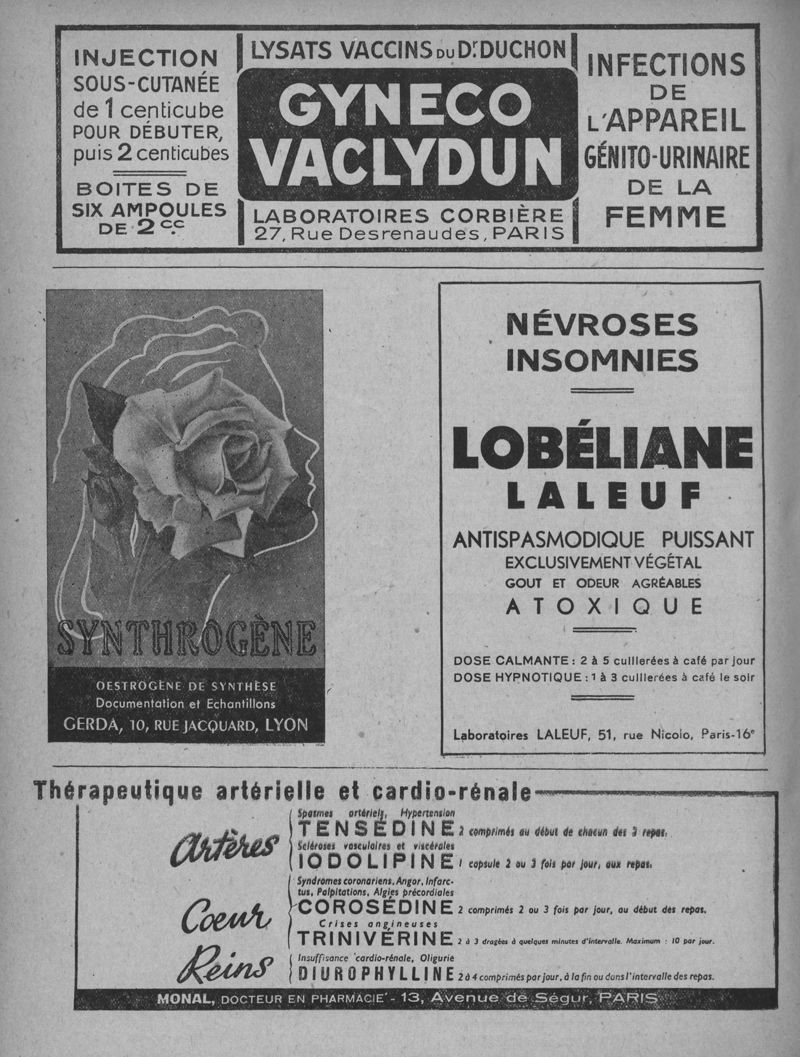 INJECTION
SOUS-CUTANÉE
de 1 centicube
POUR DÉBUTER,
puis 2 centicubes
BOITES DE
SIX AMPOULES
DE 2 c.c.
LYSATS VACCINS DU Dr. DUCHON
GYNECO
VACLYDUN
LABORATOIRES CORBIÈRE
27, Rue Desrenaudes, PARIS
INFECTIONS
DE
L'APPAREIL
GÉNITO-URINAIRE
DE LA
FEMME
SYNTHROGÈNE
OESTROGÈNE DE SYNTHÈSE
Documentation et Echantillons
GERDA, 10, RUE JACQUARD, LYON
NÉVROSES
INSOMNIES
LOBÉLIANE
LALEUF
ANTISPASMODIQUE PUISSANT
EXCLUSIVEMENT VÉGÉTAL
GOUT ET ODEUR AGRÉABLES
ATOXIQUE
DOSE CALMANTE : 2 à 5 cuillerées à café par jour
DOSE HYPNOTIQUE : 1 à 3 cuillerées à café le soir
Laboratoires LALEUF, 51, rue Nicolo, Paris-16e
Thérapeutique artérielle et cardio-rénale
Artères
Spasmes artériels, Hypertension
TENSÉDINE 2 comprimés au début de chacun des 3 repas.
Scléroses vasculaires et viscérales
IODOLIPINE 1 capsule 2 ou 3 fois par jour, aux repas.
Coeur
Syndromes coronariens, Angor, Infarc-
tus, Palpitations, Algies précordiales
COROSÉDINE 2 comprimés 2 ou 3 fois par jour, au début des repas.
Crises angineuses
TRINIVÉRINE 2 à 3 dragées à quelques minutes d'intervalle. Maximum : 10 par jour.
Reins
Insuffisance cardio-rénale, Oligurie
DIUROPHYLLINE 2 à 4 comprimés par jour, à la fin ou dans l'intervalle des repas.
MONAL, DOCTEUR EN PHARMACIE - 13, Avenue de Ségur, PARIS